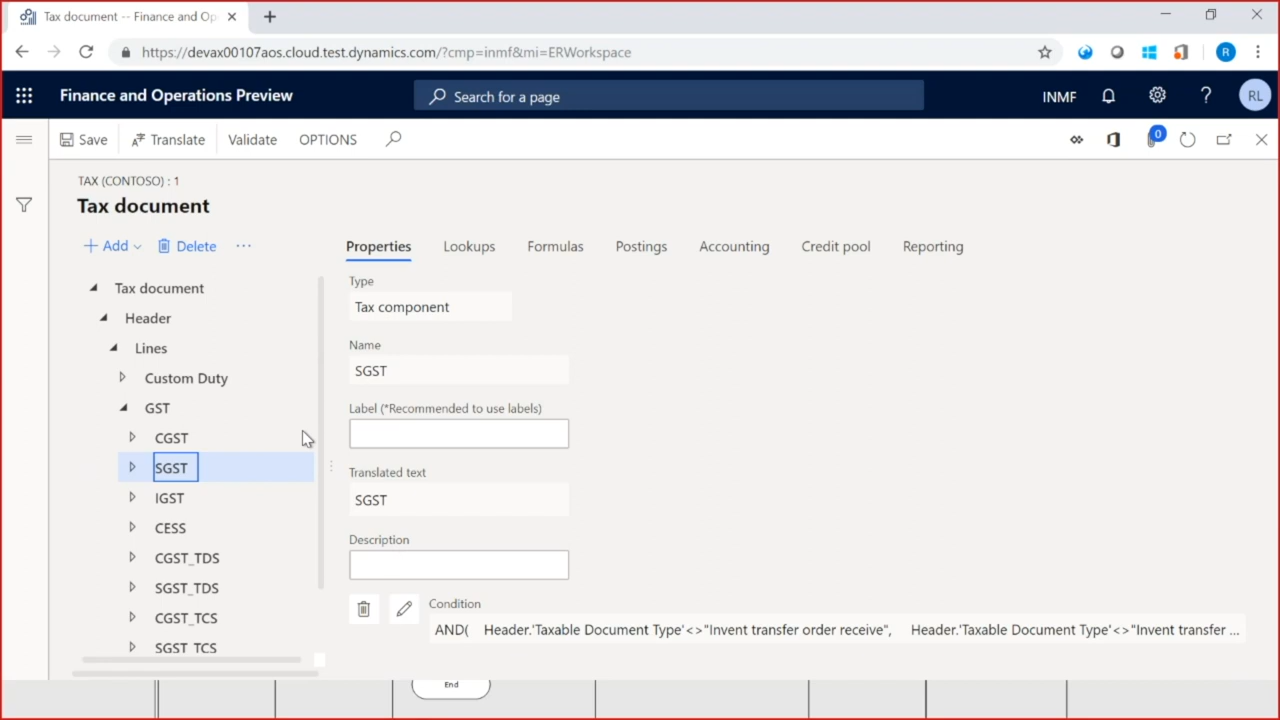 Tax document -- Finance and Op
https://devax00107aos.cloud.test.dynamics.com/?cmp=inmf&mi=ERWorkspace
R
Finance and Operations Preview
Search for a page
INMF
?
RL
Save
Translate
Validate
OPTIONS
0
TAX (CONTOSO) : 1
Tax document
Add
Delete
...
Properties
Lookups
Formulas
Postings
Accounting
Credit pool
Reporting
Tax document
Header
Lines
Custom Duty
GST
CGST
SGST
IGST
CESS
CGST_TDS
SGST_TDS
CGST_TCS
SGST_TCS
Type
Tax component
Name
SGST
Label (*Recommended to use labels)
Translated text
SGST
Description
Condition
AND( Header.'Taxable Document Type'<>"Invent transfer order receive", Header.'Taxable Document Type'<>"Invent transfer ...
End